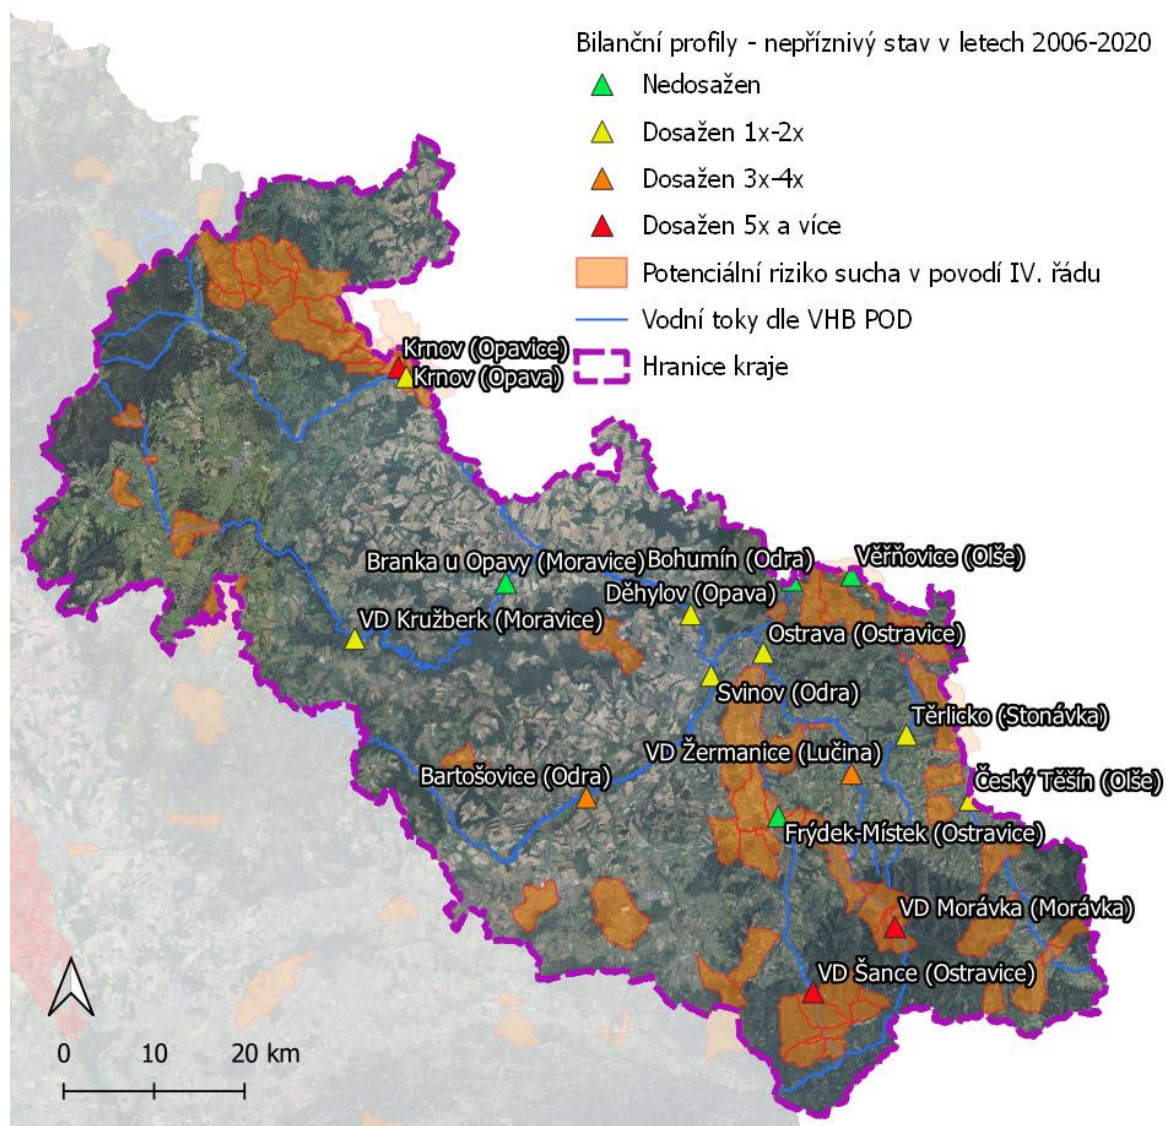 Bilanční profily - nepříznivý stav v letech 2006-2020
Nedosažen
Dosažen 1x-2x
Dosažen 3x-4x
Dosažen 5x a více
Potenciální riziko sucha v povodí IV. řádu
Vodní toky dle VHB POD
Hranice kraje
Krnov (Opavice)
Krnov (Opava)
Branka u Opavy (Moravice)
Bohumín (Odra)
Věřňovice (Olše)
Děhylov (Opava)
VD Kružberk (Moravice)
Ostrava (Ostravice)
Svinov (Odra)
Těrlicko (Stonávka)
VD Žermanice (Lučina)
Bartošovice (Odra)
Český Těšín (Olše)
Frýdek-Místek (Ostravice)
VD Morávka (Morávka)
VD Šance (Ostravice)
0 10 20 km